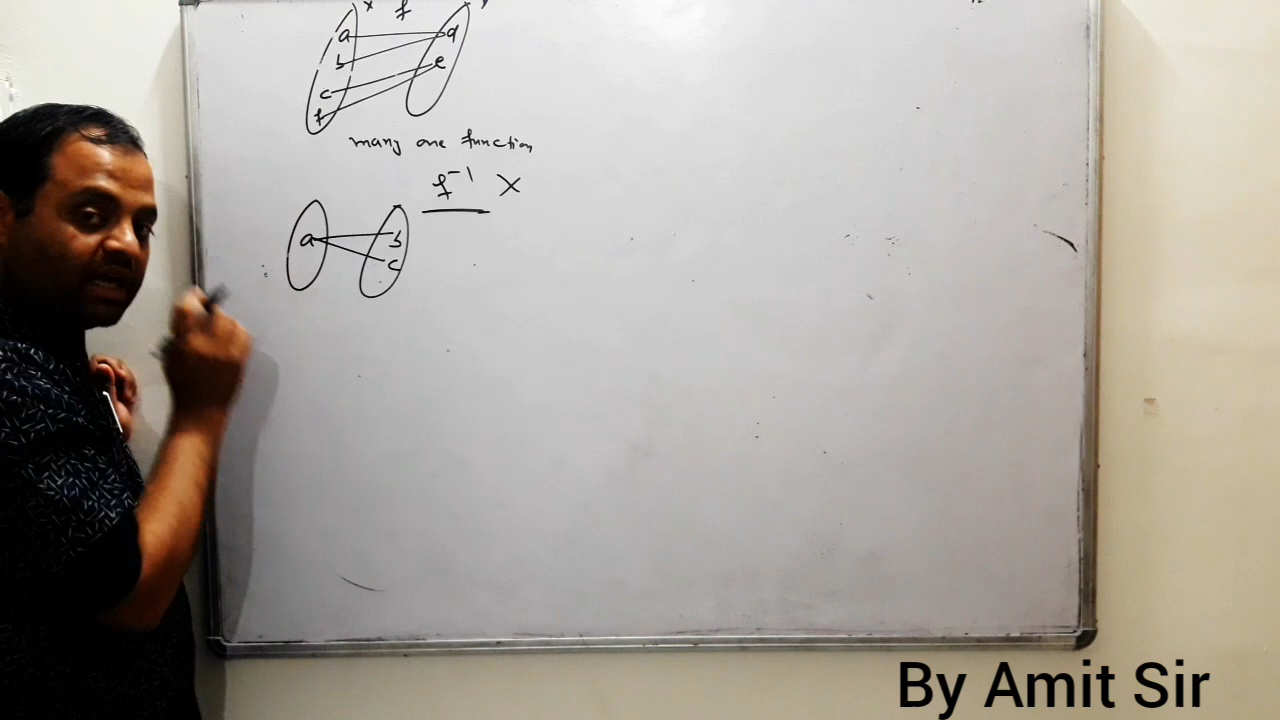 x f y
a d
b e
c
f
many one function
f⁻¹ X
a b
c
By Amit Sir